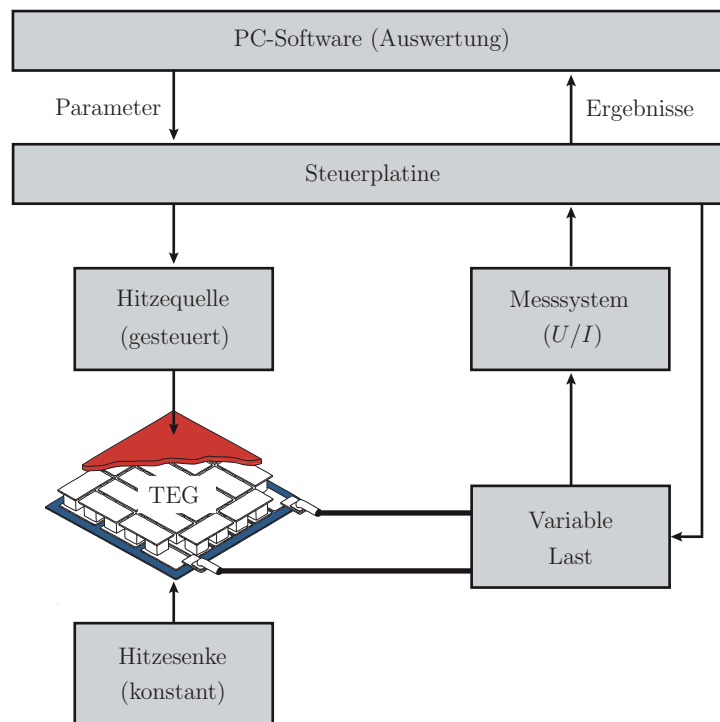 PC-Software (Auswertung)
Parameter
Ergebnisse
Steuerplatine
Hitzequelle
(gesteuert)
Messsystem
(U/I)
TEG
Variable
Last
Hitzesenke
(konstant)